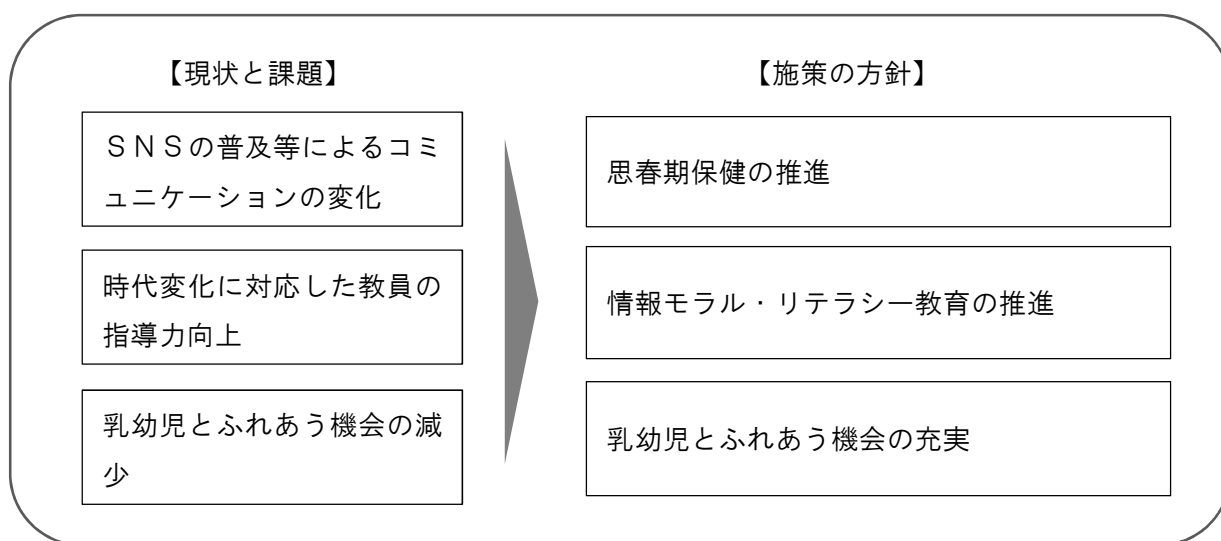 【現状と課題】
ＳＮＳの普及等によるコミ
ュニケーションの変化
時代変化に対応した教員の
指導力向上
乳幼児とふれあう機会の減
少
【施策の方針】
思春期保健の推進
情報モラル・リテラシー教育の推進
乳幼児とふれあう機会の充実